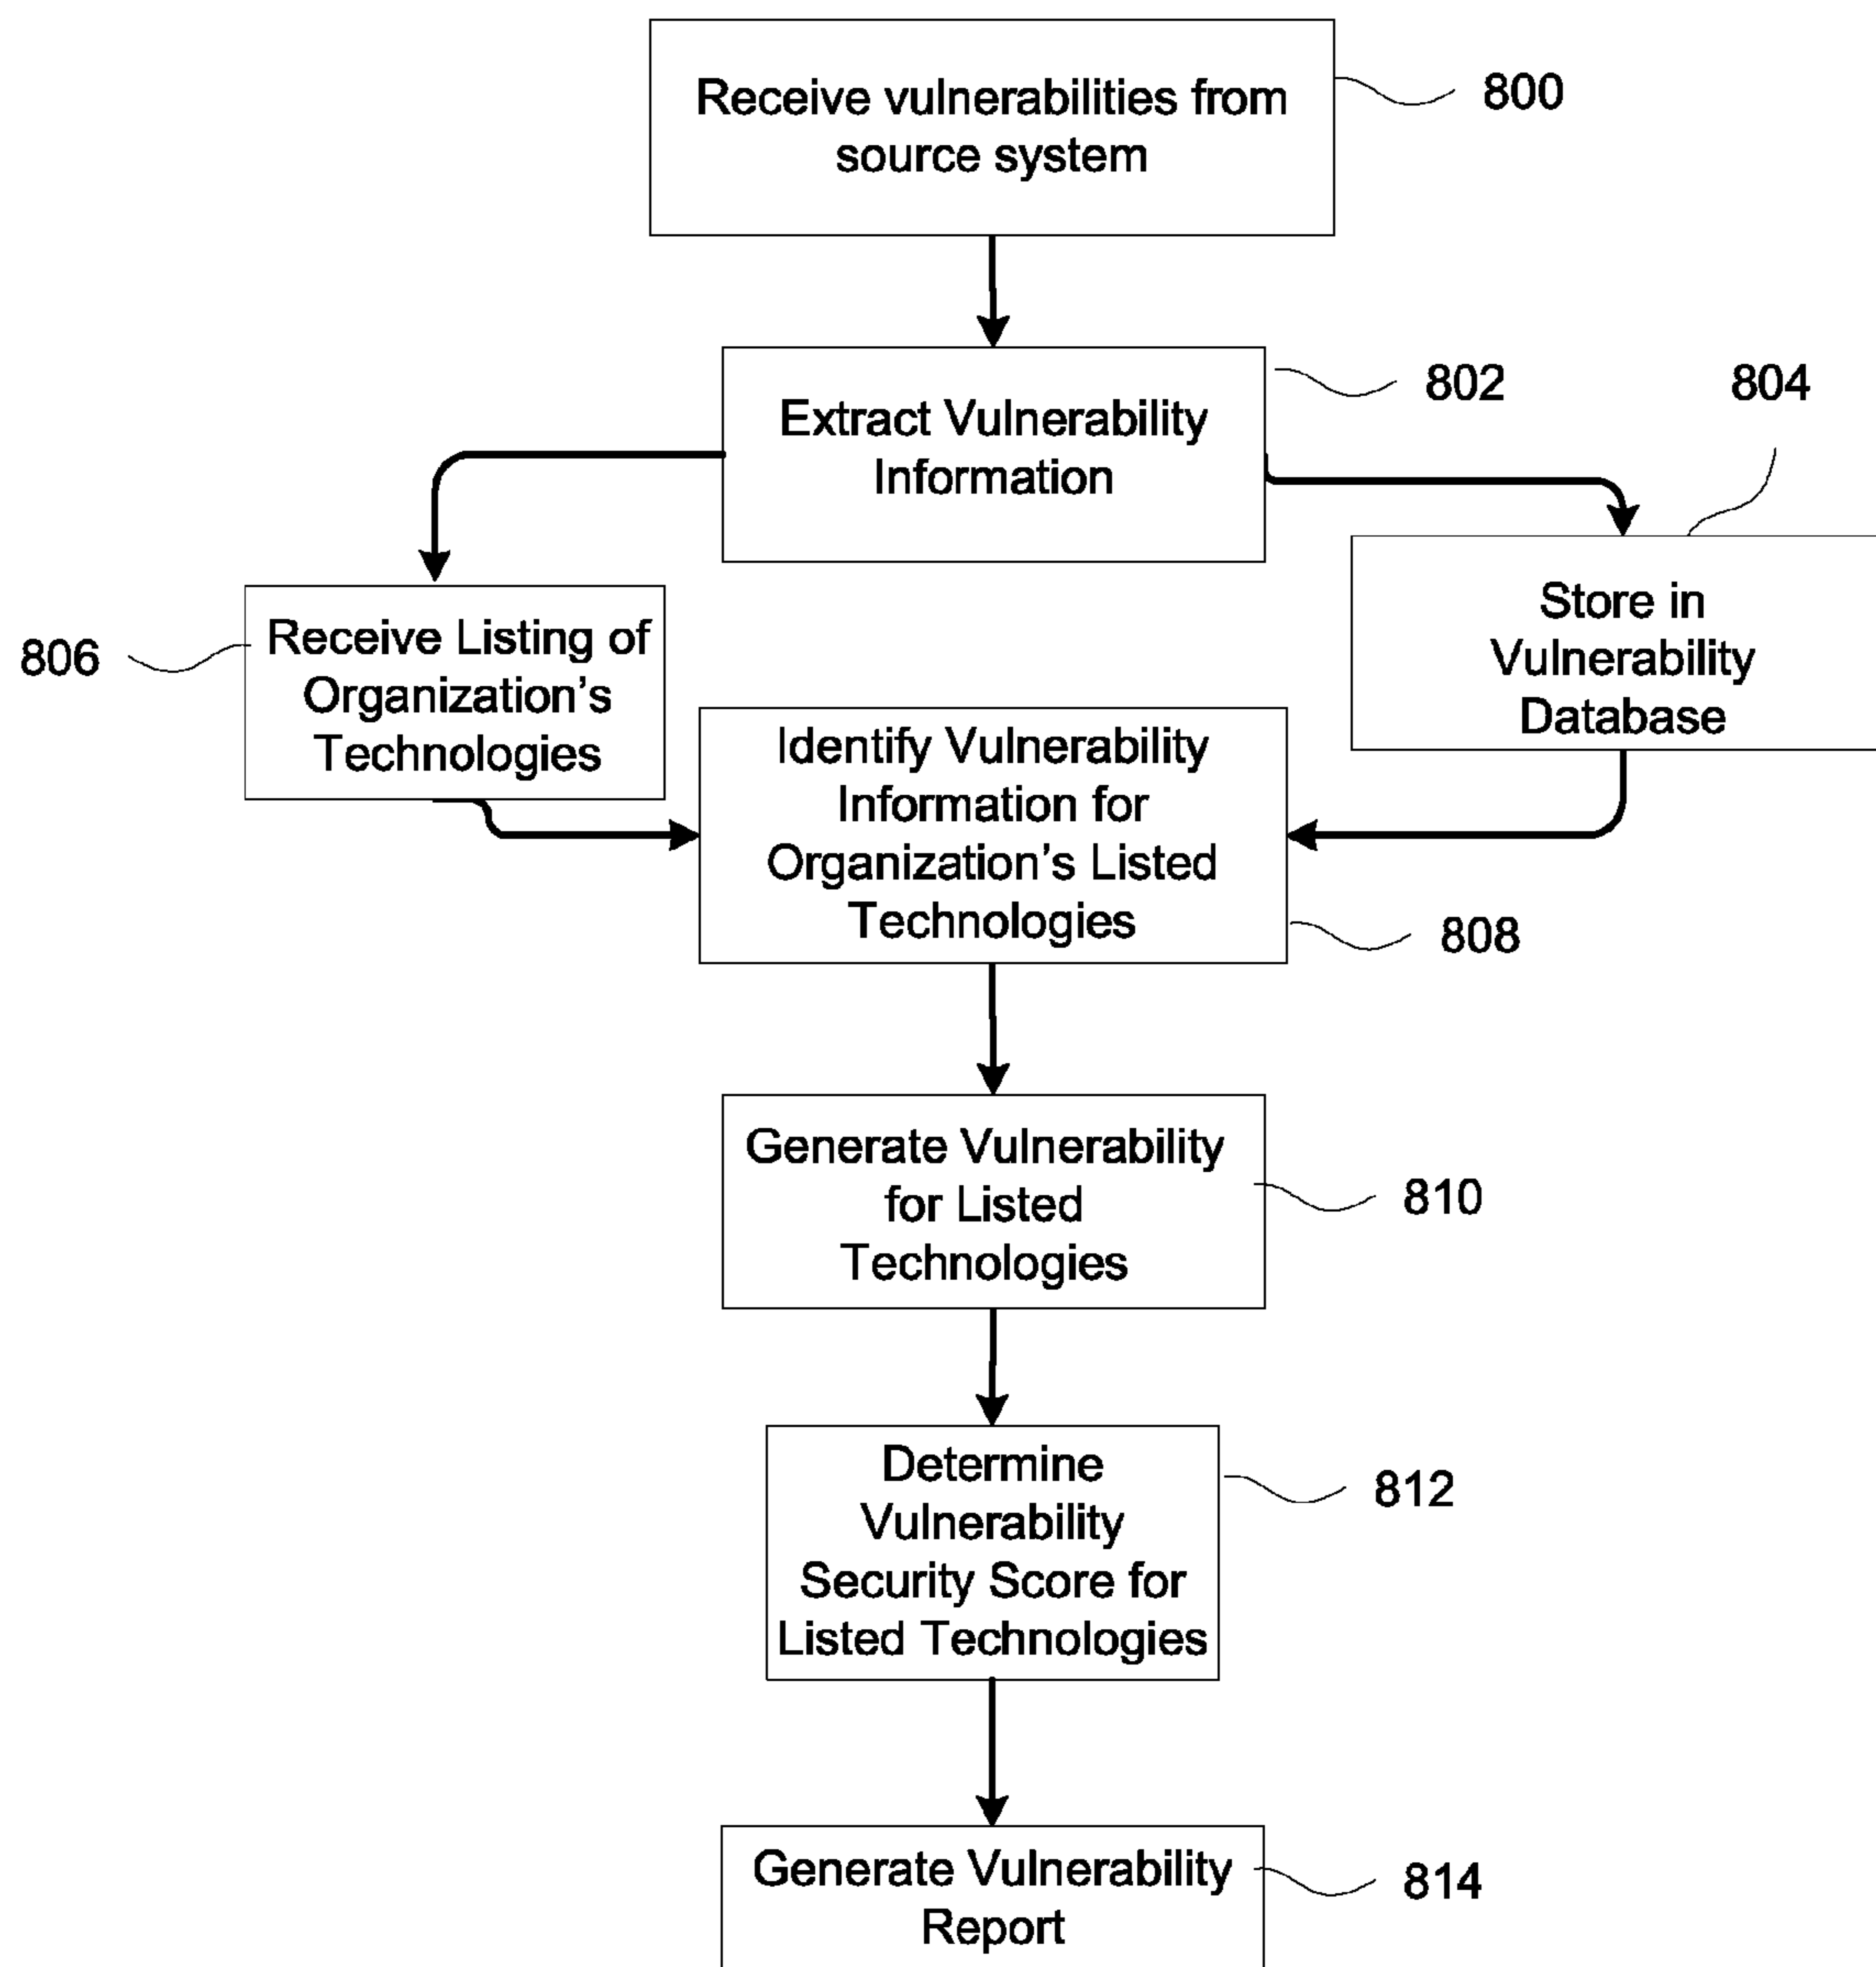 Receive vulnerabilities from
source system
800
Extract Vulnerability
Information
802
804
Store in
Vulnerability
Database
806
Receive Listing of
Organization's
Technologies
Identify Vulnerability
Information for
Organization's Listed
Technologies
808
Generate Vulnerability
for Listed
Technologies
810
Determine
Vulnerability
Security Score for
Listed Technologies
812
Generate Vulnerability
Report
814